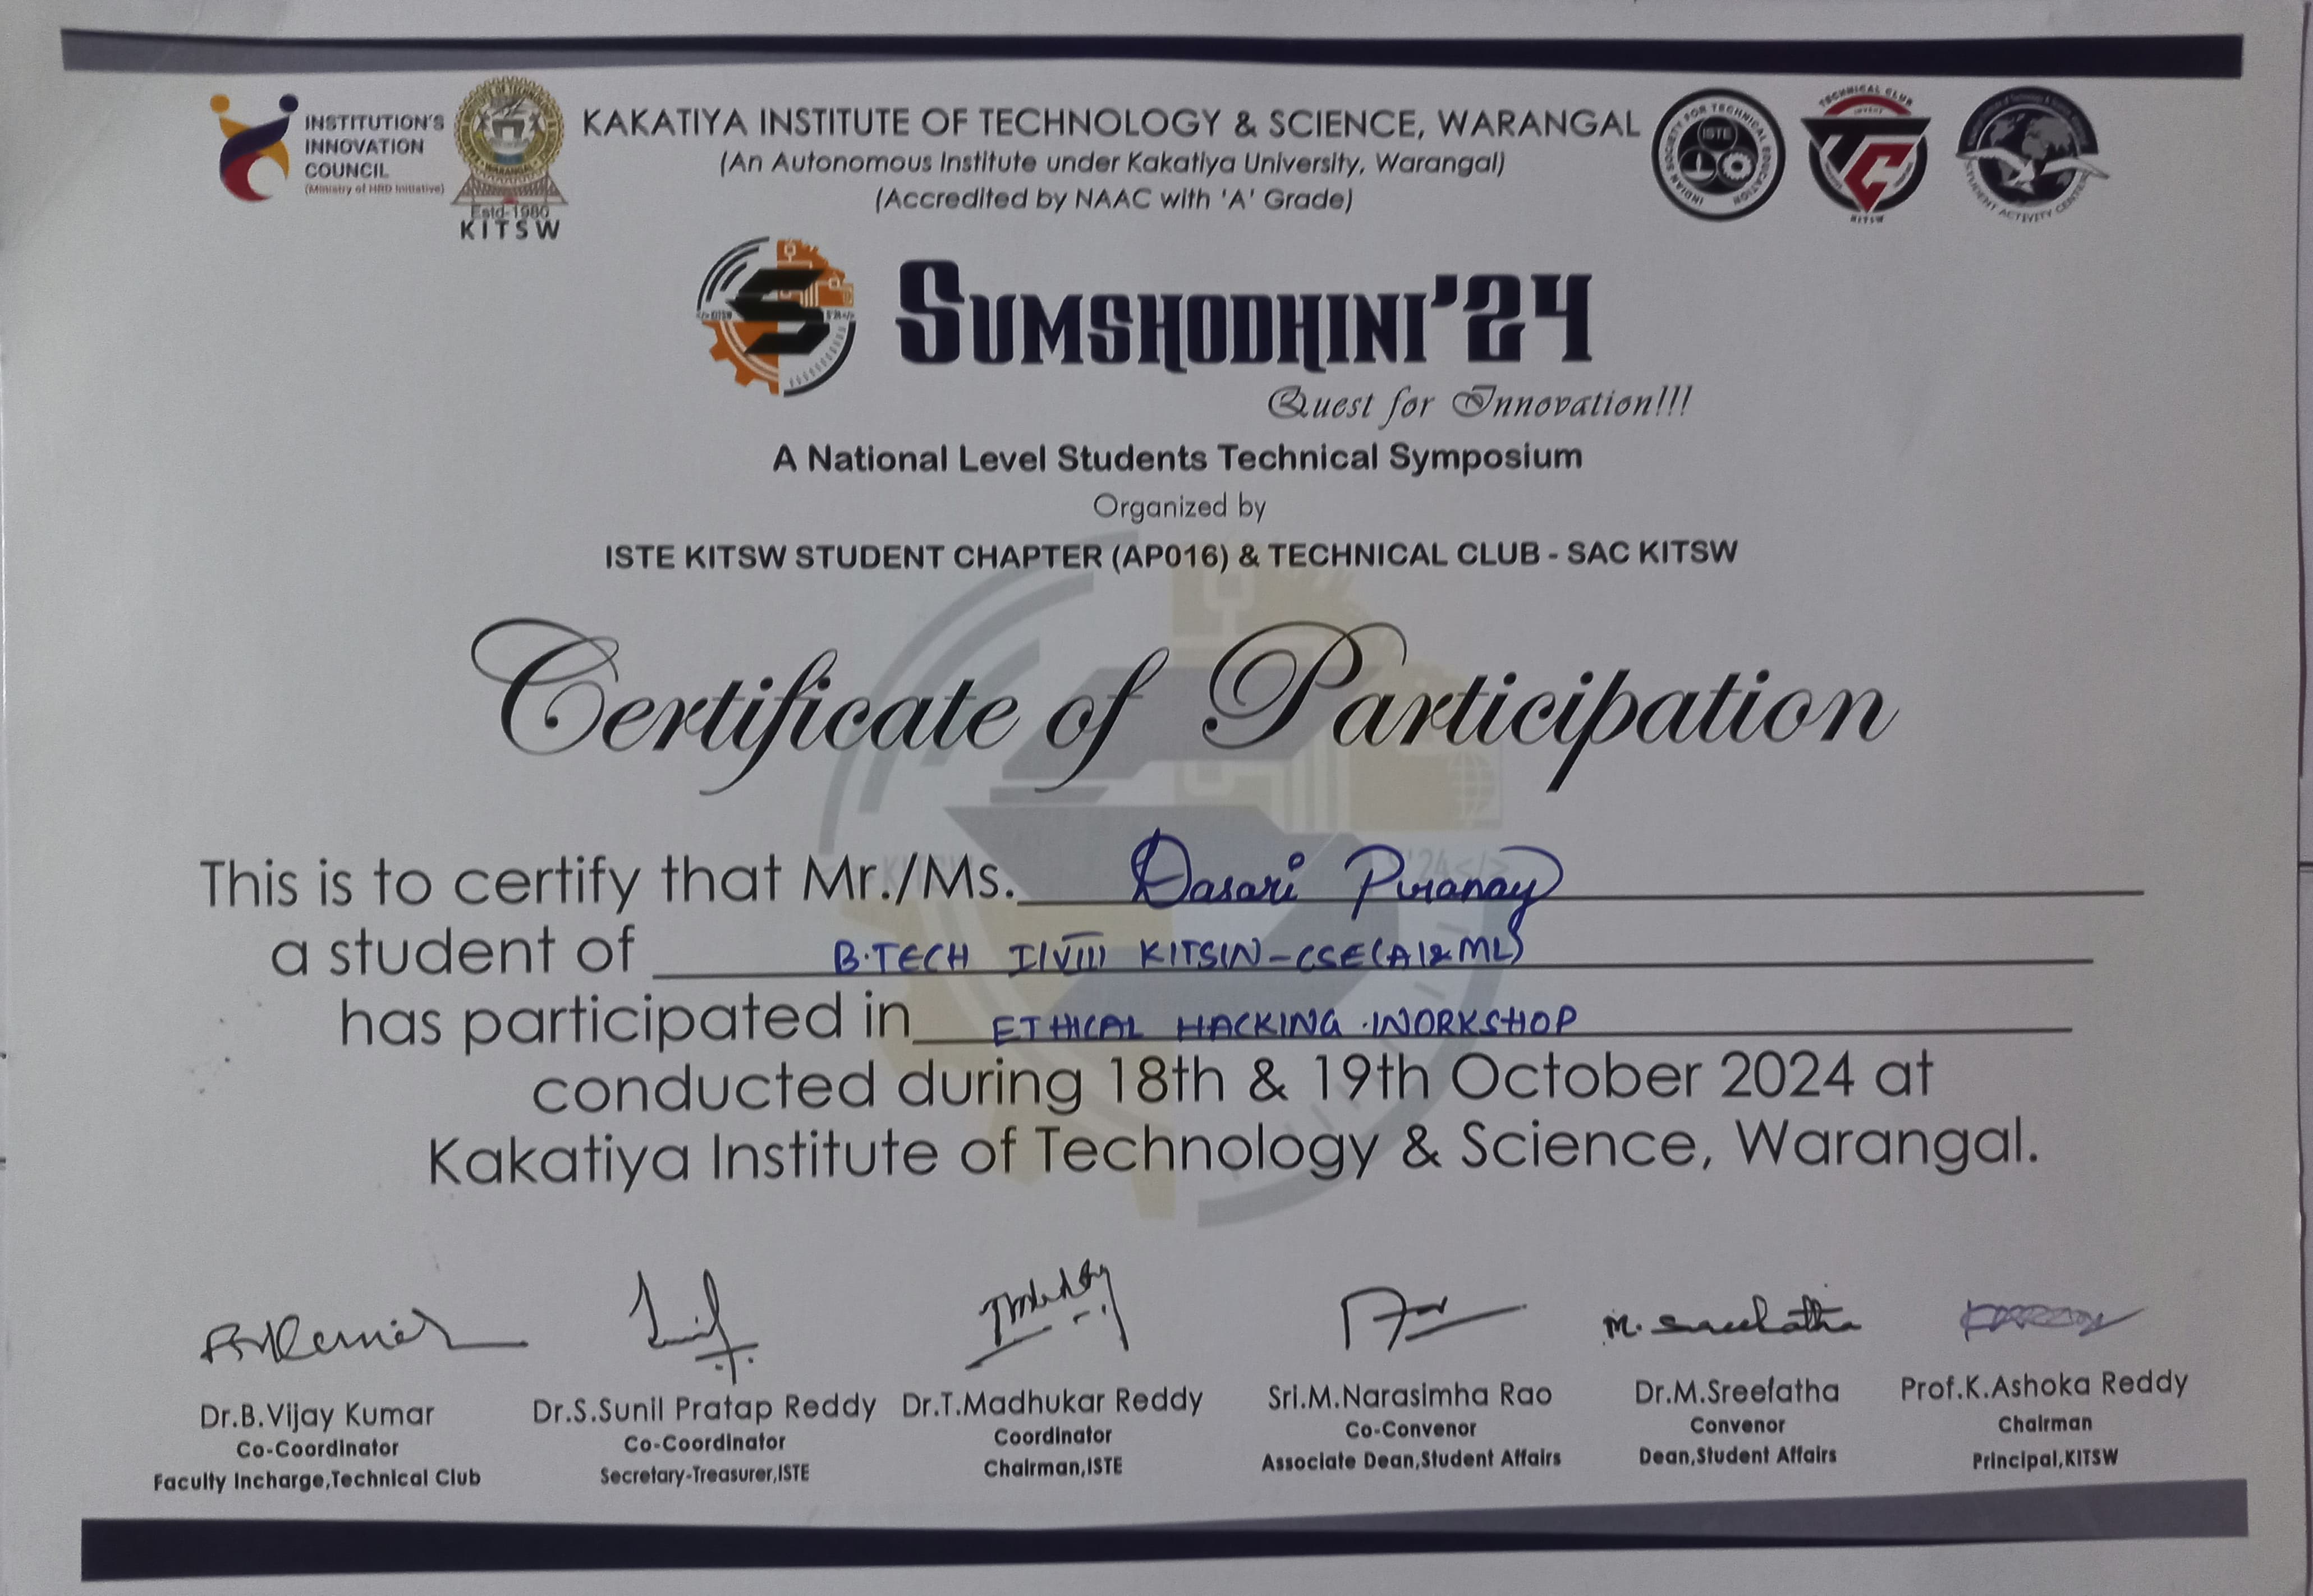 INSTITUTION'S
INNOVATION
COUNCIL
(Ministry of HRD Initiative)
Estd-1980
KITSW
KAKATIYA INSTITUTE OF TECHNOLOGY & SCIENCE, WARANGAL
(An Autonomous Institute under Kakatiya University, Warangal)
(Accredited by NAAC with 'A' Grade)
INDIAN SOCIETY FOR TECHNICAL EDUCATION
ISTE
TECHNICAL CLUB
KITSW
STUDENT ACTIVITY CENTRE
SUMSHODHINI'24
Quest for Innovation!!!
A National Level Students Technical Symposium
Organized by
ISTE KITSW STUDENT CHAPTER (AP016) & TECHNICAL CLUB - SAC KITSW
Certificate of Participation
This is to certify that Mr./Ms. Dasari Pranay
a student of B.TECH I/VIII KITSW-CSE(AI&ML)
has participated in ETHICAL HACKING WORKSHOP
conducted during 18th & 19th October 2024 at
Kakatiya Institute of Technology & Science, Warangal.
M. Sreelatha
Dr.B.Vijay Kumar
Co-Coordinator
Faculty Incharge,Technical Club
Dr.S.Sunil Pratap Reddy
Co-Coordinator
Secretary-Treasurer,ISTE
Dr.T.Madhukar Reddy
Coordinator
Chairman,ISTE
Sri.M.Narasimha Rao
Co-Convenor
Associate Dean,Student Affairs
Dr.M.Sreelatha
Convenor
Dean,Student Affairs
Prof.K.Ashoka Reddy
Chairman
Principal,KITSW